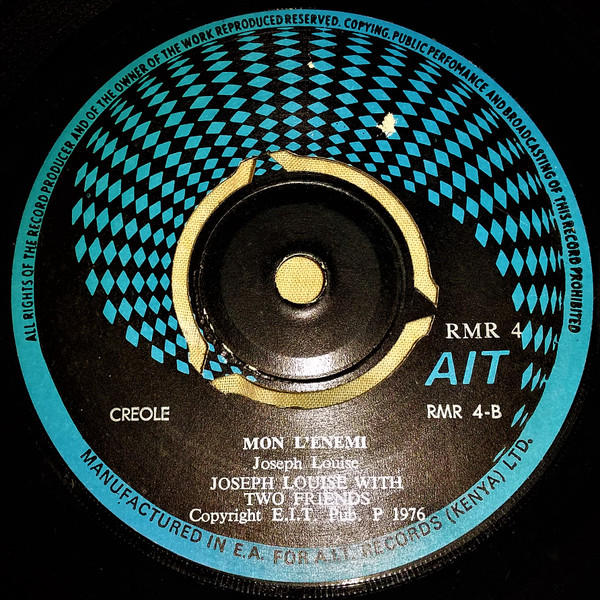 ALL RIGHTS OF THE RECORD PRODUCER AND OF THE OWNER OF THE WORK REPRODUCED RESERVED. COPYING, PUBLIC PERFOMANCE AND BROADCASTING OF THIS RECORD PROHIBITED
RMR 4
AIT
CREOLE
RMR 4-B
MON L'ENEMI
Joseph Louise
JOSEPH LOUISE WITH
TWO FRIENDS
Copyright E.I.T. Pub. P 1976
MANUFACTURED IN E.A. FOR A.I.T. RECORDS (KENYA) LTD.